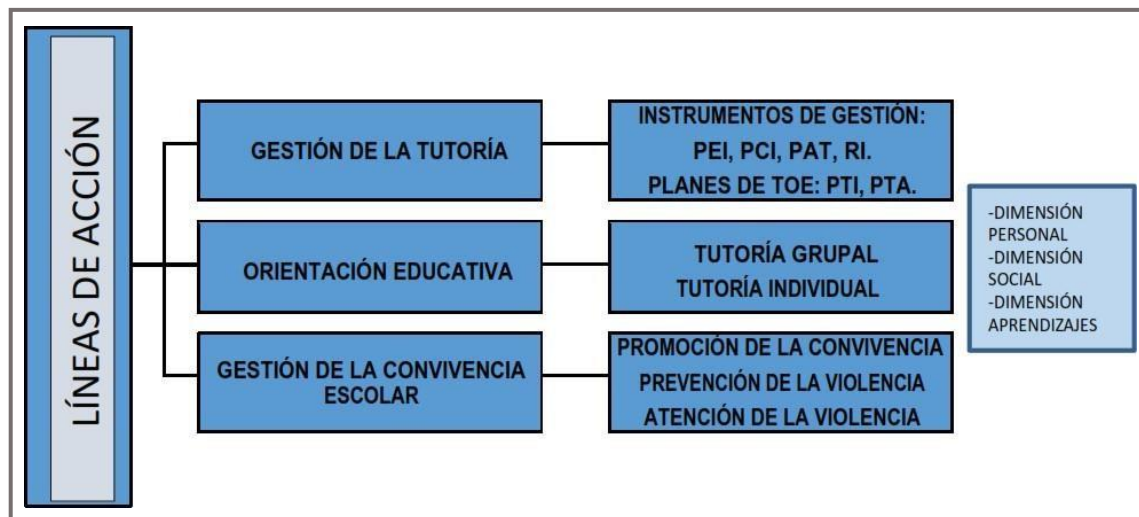 LÍNEAS DE ACCIÓN
GESTIÓN DE LA TUTORÍA
INSTRUMENTOS DE GESTIÓN:
PEI, PCI, PAT, RI.
PLANES DE TOE: PTI, PTA.
ORIENTACIÓN EDUCATIVA
TUTORÍA GRUPAL
TUTORÍA INDIVIDUAL
GESTIÓN DE LA CONVIVENCIA
ESCOLAR
PROMOCIÓN DE LA CONVIVENCIA
PREVENCIÓN DE LA VIOLENCIA
ATENCIÓN DE LA VIOLENCIA
-DIMENSIÓN
PERSONAL
-DIMENSIÓN
SOCIAL
-DIMENSIÓN
APRENDIZAJES